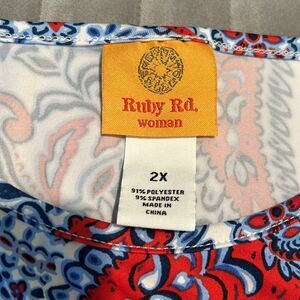 Ruby Rd.
woman
2X
91% POLYESTER
9% SPANDEX
MADE IN
CHINA